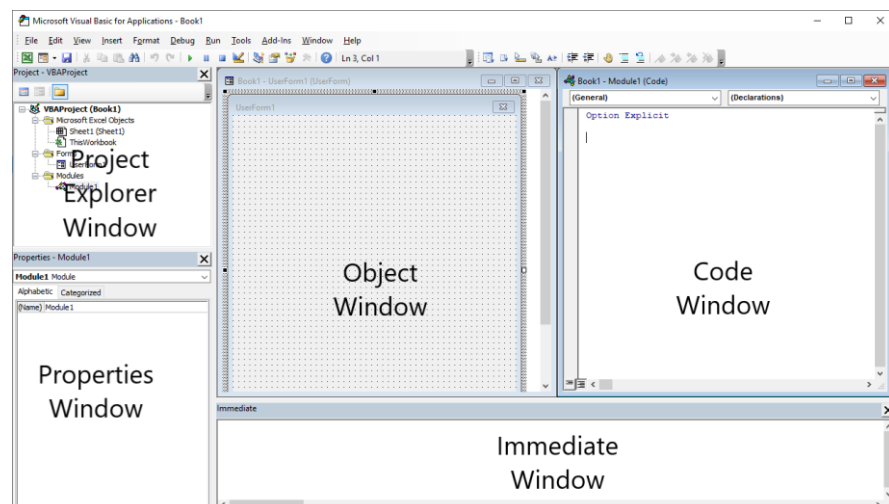 Microsoft Visual Basic for Applications - Book1
File Edit View Insert Format Debug Run Tools Add-Ins Window Help
Ln 3, Col 1
Project - VBAProject
VBAProject (Book1)
Microsoft Excel Objects
Sheet1 (Sheet1)
ThisWorkbook
Forms
UserForm1
Modules
Module1
Project
Explorer
Window
Properties - Module1
Module1 Module
Alphabetic Categorized
(Name) Module1
Properties
Window
Book1 - UserForm1 (UserForm)
UserForm1
Object
Window
Book1 - Module1 (Code)
(General) (Declarations)
Option Explicit
Code
Window
Immediate
Immediate
Window